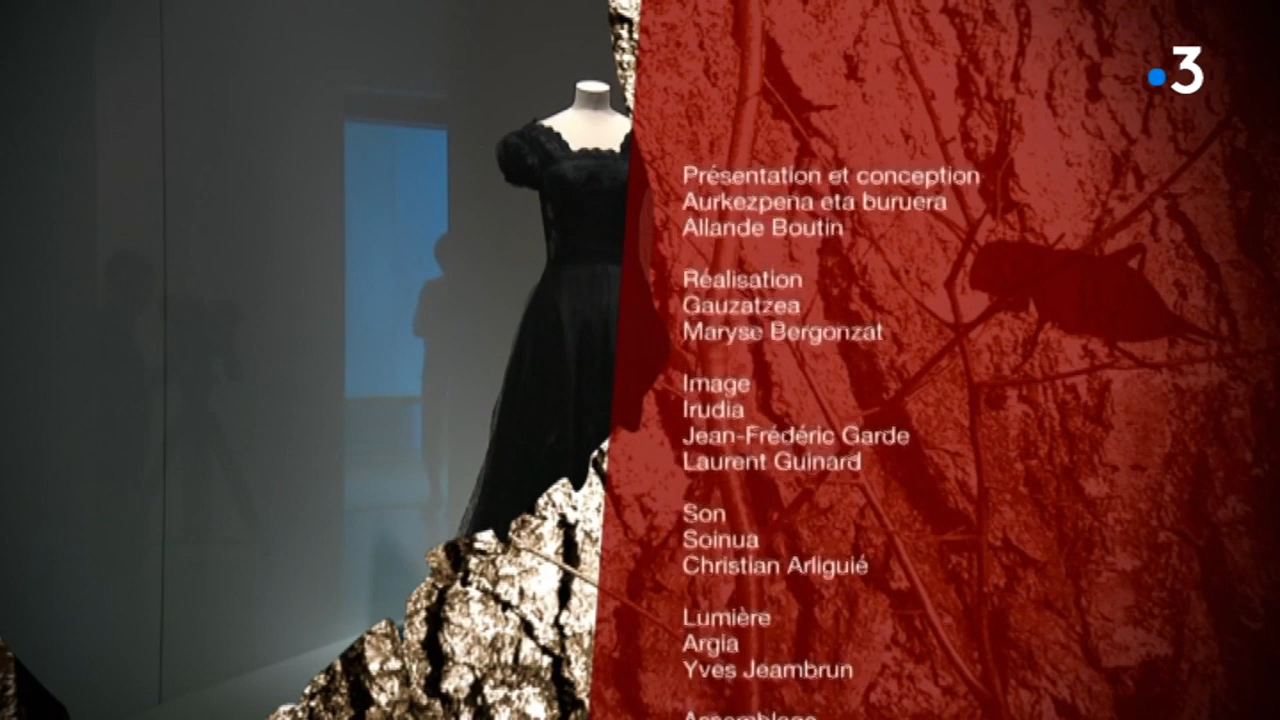 3
Présentation et conception
Aurkezpena eta buruera
Allande Boutin
Réalisation
Gauzatzea
Maryse Bergonzat
Image
Irudia
Jean-Frédéric Garde
Laurent Guinard
Son
Soinua
Christian Arliguié
Lumière
Argia
Yves Jeambrun